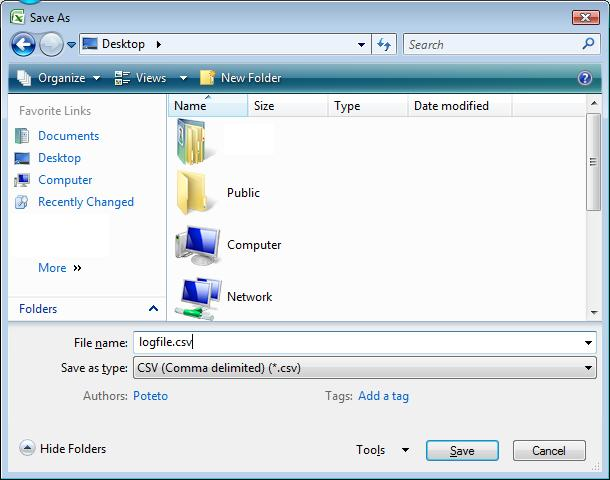 Save As
Desktop
Search
Organize Views New Folder
Favorite Links
Documents
Desktop
Computer
Recently Changed
More
Folders
Name Size Type Date modified
Public
Computer
Network
File name: logfile.csv
Save as type: CSV (Comma delimited) (*.csv)
Authors: Poteto Tags: Add a tag
Hide Folders Tools Save Cancel